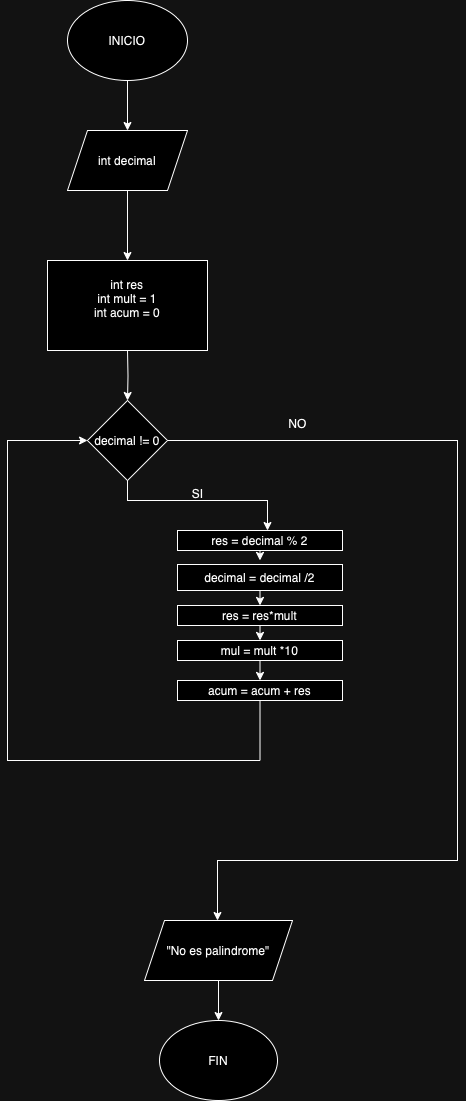 INICIO
int decimal
int res
int mult = 1
int acum = 0
decimal != 0
NO
SI
res = decimal % 2
decimal = decimal /2
res = res*mult
mul = mult *10
acum = acum + res
"No es palindrome"
FIN